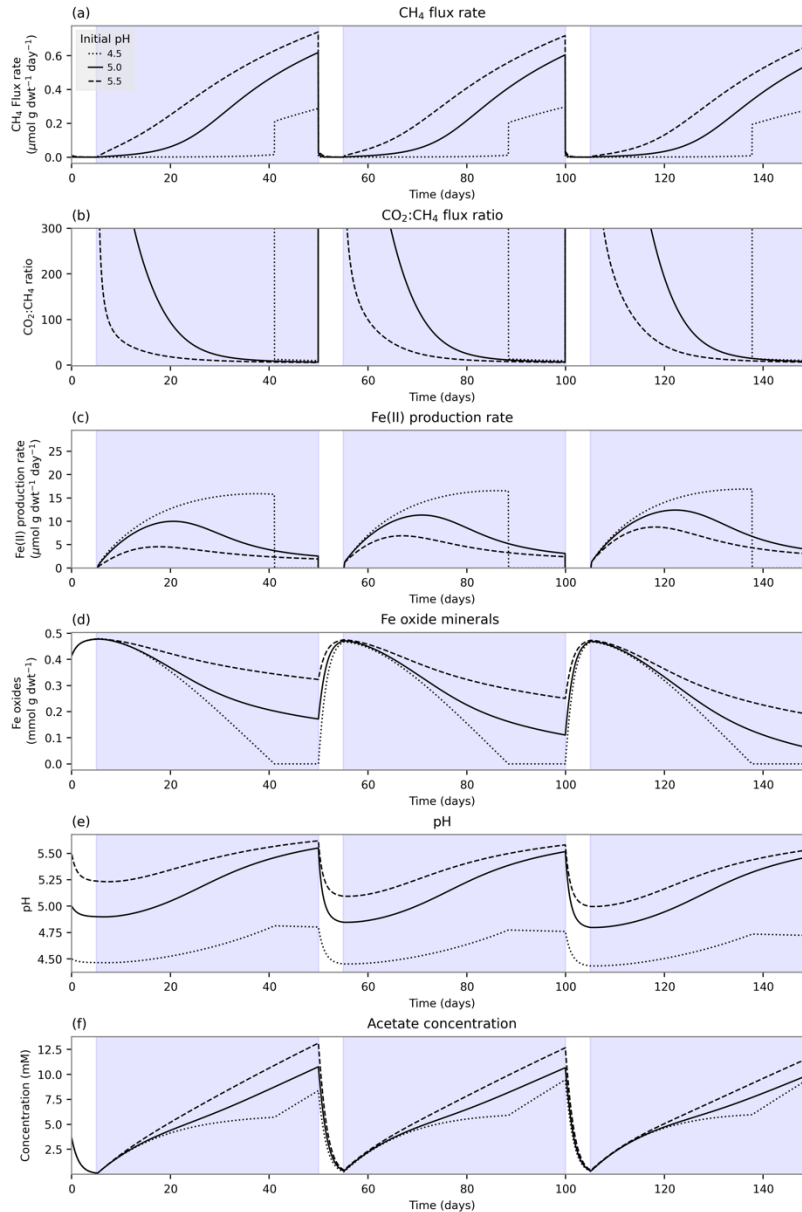 (a)
CH₄ flux rate
CH₄ Flux rate
(μmol g dwt⁻¹ day⁻¹)
Initial pH
4.5
5.0
5.5
0.6
0.4
0.2
0.0
0 20 40 60 80 100 120 140
Time (days)
(b)
CO₂:CH₄ flux ratio
CO₂:CH₄ ratio
300
200
100
0
0 20 40 60 80 100 120 140
Time (days)
(c)
Fe(II) production rate
Fe(II) production rate
(μmol g dwt⁻¹ day⁻¹)
25
20
15
10
5
0
0 20 40 60 80 100 120 140
Time (days)
(d)
Fe oxide minerals
Fe oxides
(mmol g dwt⁻¹)
0.5
0.4
0.3
0.2
0.1
0.0
0 20 40 60 80 100 120 140
Time (days)
(e)
pH
pH
5.50
5.25
5.00
4.75
4.50
0 20 40 60 80 100 120 140
Time (days)
(f)
Acetate concentration
Concentration (mM)
12.5
10.0
7.5
5.0
2.5
0 20 40 60 80 100 120 140
Time (days)